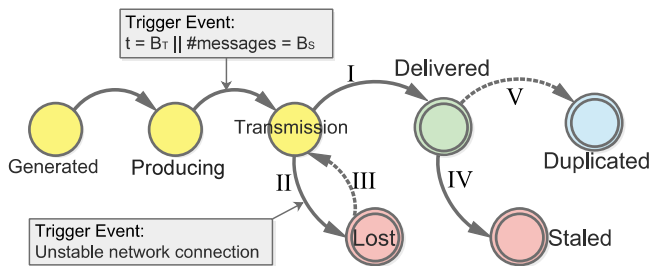 Trigger Event:
t = BT || #messages = BS
I
Delivered
V
Transmission
Generated
Producing
Duplicated
II
III
IV
Trigger Event:
Unstable network connection
Lost
Staled